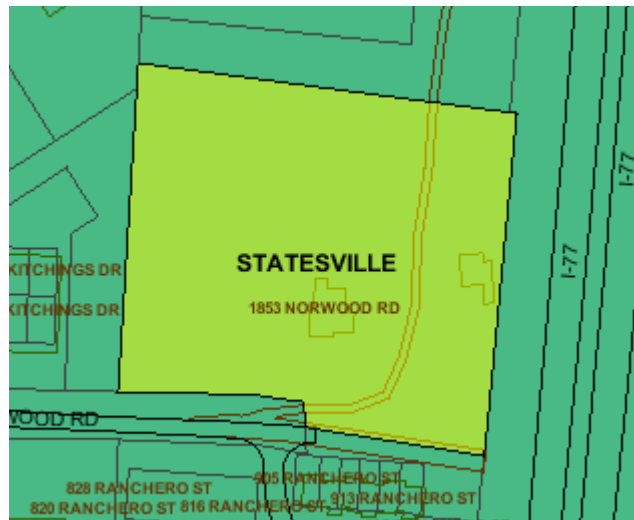 I-77
I-77
STATESVILLE
KITCHINGS DR
1853 NORWOOD RD
KITCHINGS DR
WOOD RD
905 RANCHERO ST
828 RANCHERO ST
913 RANCHERO ST
820 RANCHERO ST 816 RANCHERO ST